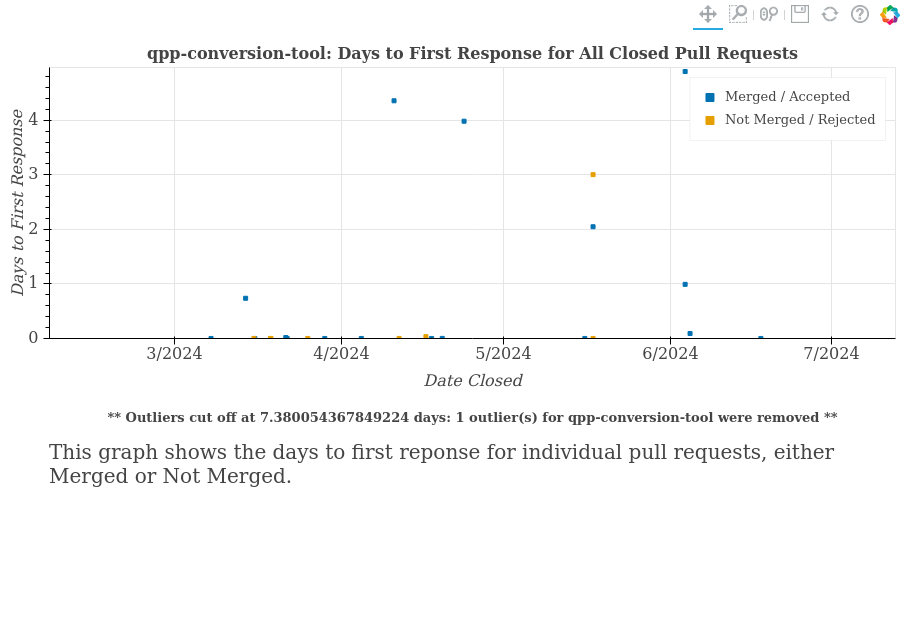 qpp-conversion-tool: Days to First Response for All Closed Pull Requests
Merged / Accepted
Not Merged / Rejected
Days to First Response
4
3
2
1
0
3/2024 4/2024 5/2024 6/2024 7/2024
Date Closed
** Outliers cut off at 7.380054367849224 days: 1 outlier(s) for qpp-conversion-tool were removed **
This graph shows the days to first reponse for individual pull requests, either
Merged or Not Merged.